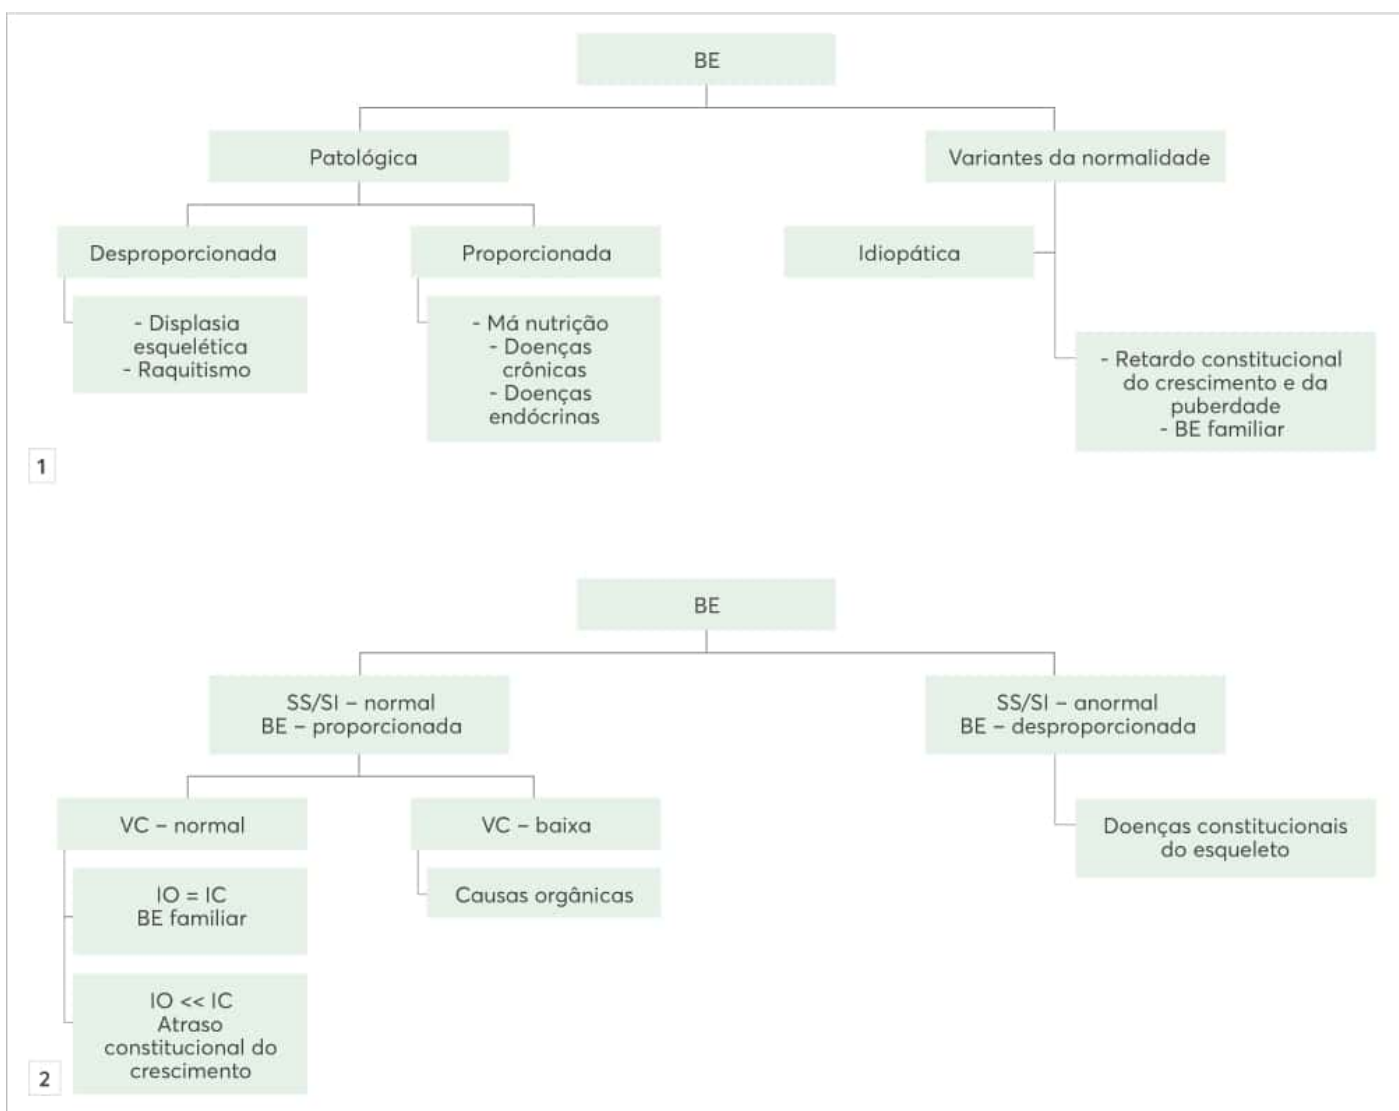 BE
Patológica
Variantes da normalidade
Desproporcionada
Proporcionada
Idiopática
- Displasia
esquelética
- Raquitismo
- Má nutrição
- Doenças
crônicas
- Doenças
endócrinas
- Retardo constitucional
do crescimento e da
puberdade
- BE familiar
1
BE
SS/SI – normal
BE – proporcionada
SS/SI – anormal
BE – desproporcionada
VC – normal
VC – baixa
Doenças constitucionais
do esqueleto
IO = IC
BE familiar
Causas orgânicas
IO << IC
Atraso
constitucional do
crescimento
2